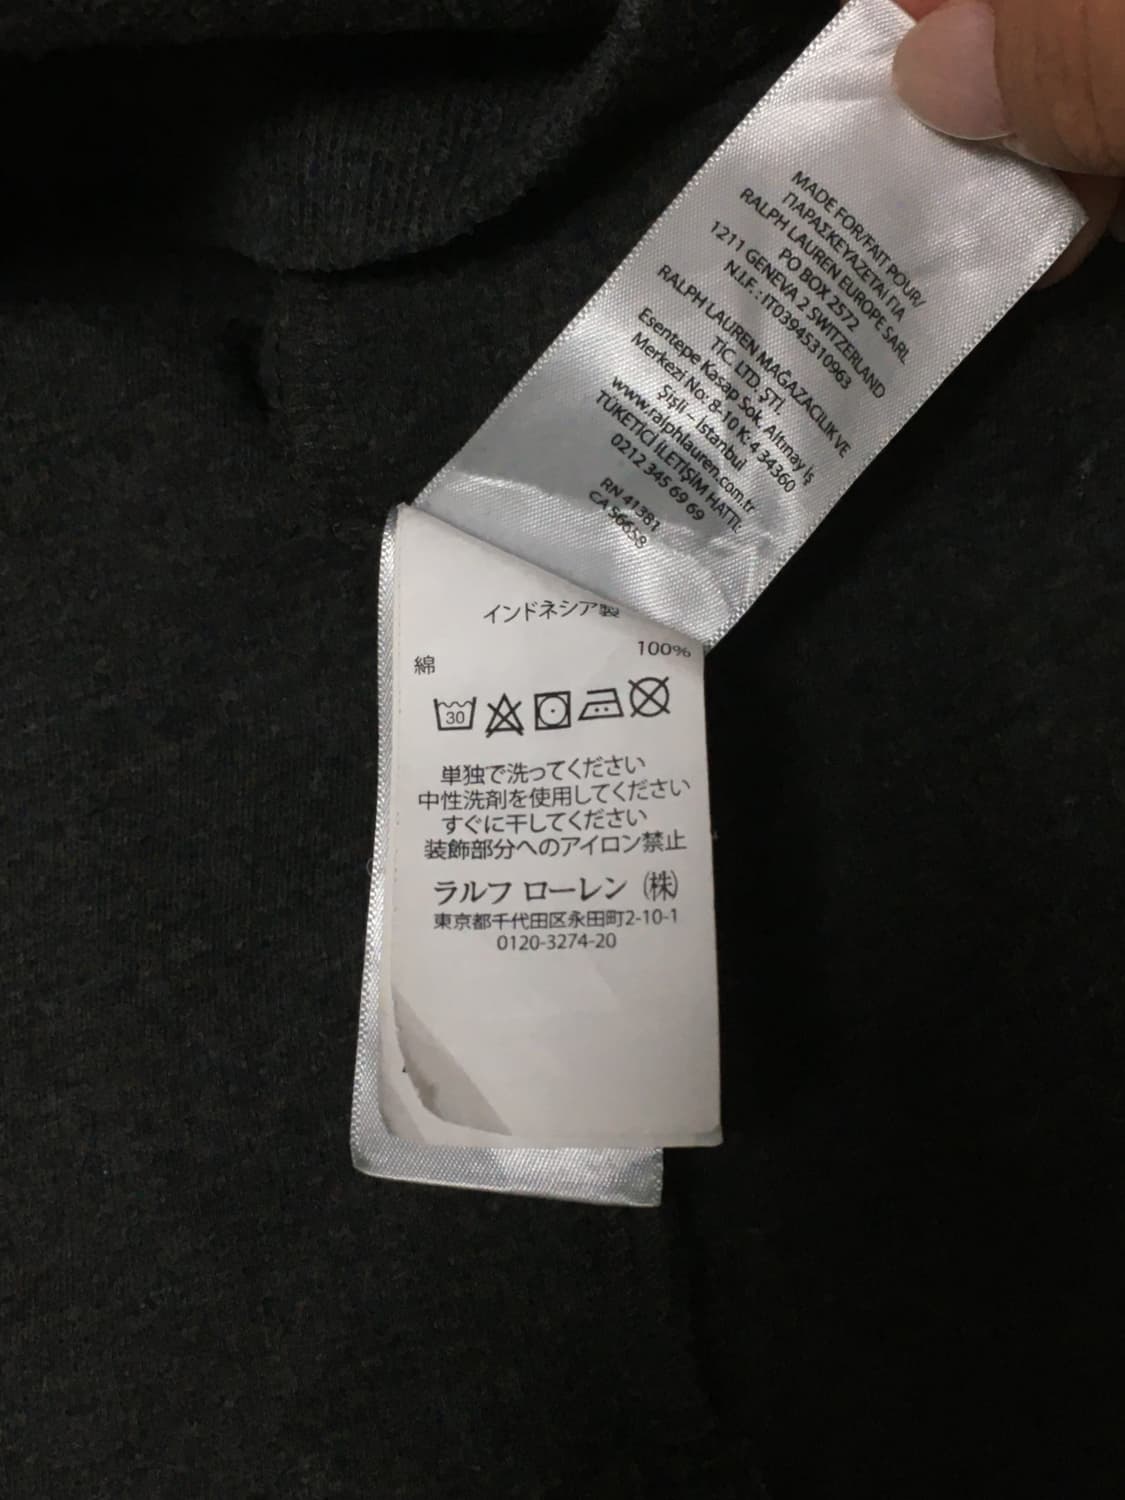 MADE FOR/FAIT POUR/
ΠΑΡΑΣΚΕΥΑΖΕΤΑΙ ΓΙΑ
RALPH LAUREN EUROPE SARL
PO BOX 2572
1211 GENEVA 2 SWITZERLAND
N.I.F. : IT03945310963
RALPH LAUREN MAĞAZACILIK VE
TİC. LTD. ŞTİ.
Esentepe Kasap Sok. Altınay İş
Merkezi No: 8-10 K: 4 34360
Şişli – İstanbul
www.ralphlauren.com.tr
TÜKETİCİ İLETİŞİM HATTI:
0212 345 69 69
RN 41381
CA 56658
インドネシア製
綿 100%
30
単独で洗ってください
中性洗剤を使用してください
すぐに干してください
装飾部分へのアイロン禁止
ラルフ ローレン (株)
東京都千代田区永田町2-10-1
0120-3274-20